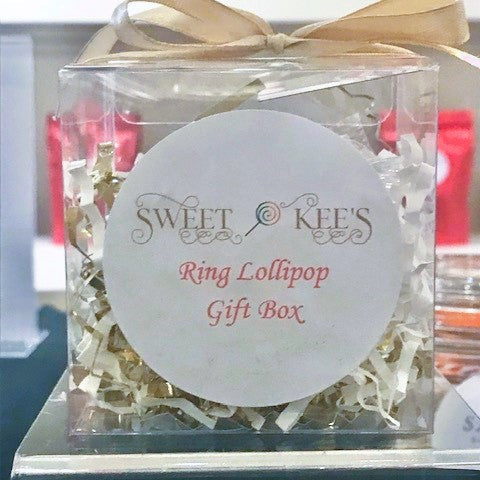 SWEET KEE'S
Ring Lollipop
Gift Box